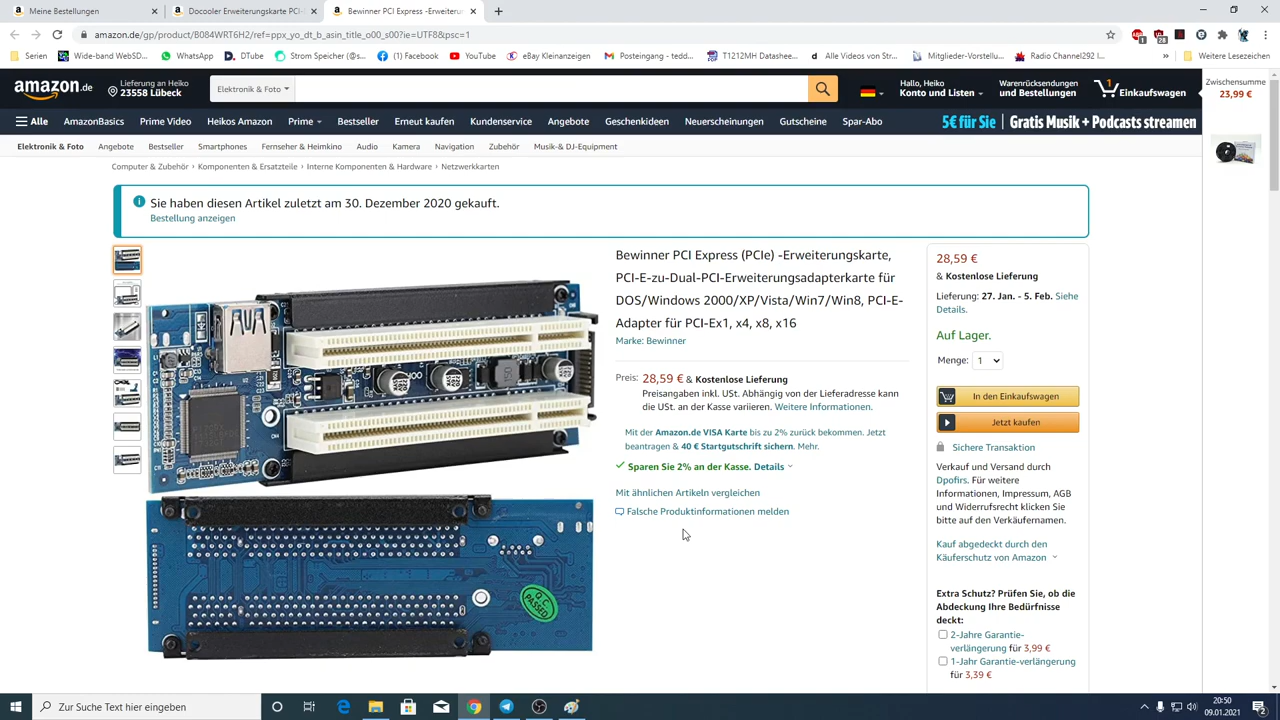 Meine Bestellungen
Docooler Erweiterungskarte PCI-
Bewinner PCI Express -Erweiterun
amazon.de/gp/product/B084WRT6H2/ref=ppx_yo_dt_b_asin_title_o00_s00?ie=UTF8&psc=1
Serien
Wide-band WebSD...
WhatsApp
DTube
Strom Speicher (@s...
(1) Facebook
YouTube
eBay Kleinanzeigen
Posteingang - tedd...
T1212MH Datashee...
Alle Videos von Str...
Mitglieder-Vorstellu...
Radio Channel292 l...
»
Weitere Lesezeichen
amazon.de
Lieferung an Heiko
23558 Lübeck
Elektronik & Foto
Hallo, Heiko
Konto und Listen
Warenrücksendungen
und Bestellungen
1
Einkaufswagen
Zwischensumme
23,99 €
Alle
AmazonBasics
Prime Video
Heikos Amazon
Prime
Bestseller
Erneut kaufen
Kundenservice
Angebote
Geschenkideen
Neuerscheinungen
Gutscheine
Spar-Abo
5€ für Sie | Gratis Musik + Podcasts streamen
Elektronik & Foto
Angebote
Bestseller
Smartphones
Fernseher & Heimkino
Audio
Kamera
Navigation
Zubehör
Musik-& DJ-Equipment
Computer & Zubehör › Komponenten & Ersatzteile › Interne Komponenten & Hardware › Netzwerkkarten
Sie haben diesen Artikel zuletzt am 30. Dezember 2020 gekauft.
Bestellung anzeigen
Q.C
PASSED
Bewinner PCI Express (PCIe) -Erweiterungskarte,
PCI-E-zu-Dual-PCI-Erweiterungsadapterkarte für
DOS/Windows 2000/XP/Vista/Win7/Win8, PCI-E-
Adapter für PCI-Ex1, x4, x8, x16
Marke: Bewinner
Preis: 28,59 € & Kostenlose Lieferung
Preisangaben inkl. USt. Abhängig von der Lieferadresse kann
die USt. an der Kasse variieren. Weitere Informationen.
Mit der Amazon.de VISA Karte bis zu 2% zurück bekommen. Jetzt
beantragen & 40 € Startgutschrift sichern. Mehr.
Sparen Sie 2% an der Kasse. Details
Mit ähnlichen Artikeln vergleichen
Falsche Produktinformationen melden
28,59 €
& Kostenlose Lieferung
Lieferung: 27. Jan. - 5. Feb. Siehe
Details.
Auf Lager.
Menge: 1
In den Einkaufswagen
Jetzt kaufen
Sichere Transaktion
Verkauf und Versand durch
Dpofirs. Für weitere
Informationen, Impressum, AGB
und Widerrufsrecht klicken Sie
bitte auf den Verkäufernamen.
Kauf abgedeckt durch den
Käuferschutz von Amazon
Extra Schutz? Prüfen Sie, ob die
Abdeckung Ihre Bedürfnisse
deckt:
2-Jahre Garantie-
verlängerung für 3,99 €
1-Jahr Garantie-verlängerung
für 3,39 €
Zur Suche Text hier eingeben
20:50
09.01.2021
2